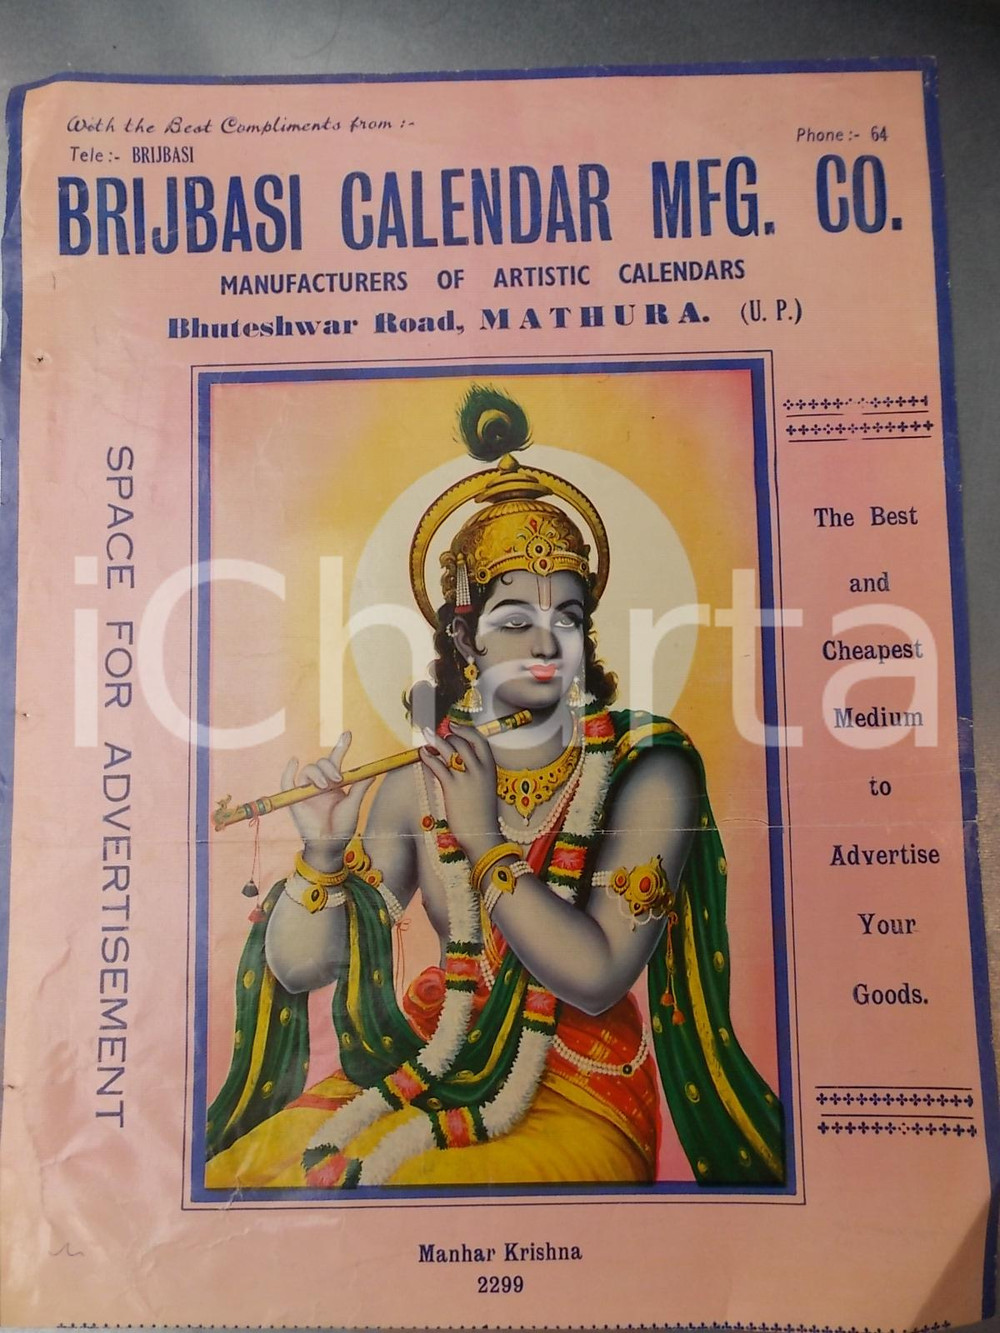 With the Best Compliments from :-
Tele :- BRIJBASI
Phone :- 64
BRIJBASI CALENDAR MFG. CO.
MANUFACTURERS OF ARTISTIC CALENDARS
Bhuteshwar Road, MATHURA. (U. P.)
SPACE FOR ADVERTISEMENT
The Best
and
Cheapest
Medium
to
Advertise
Your
Goods.
Manhar Krishna
2299
iCharta